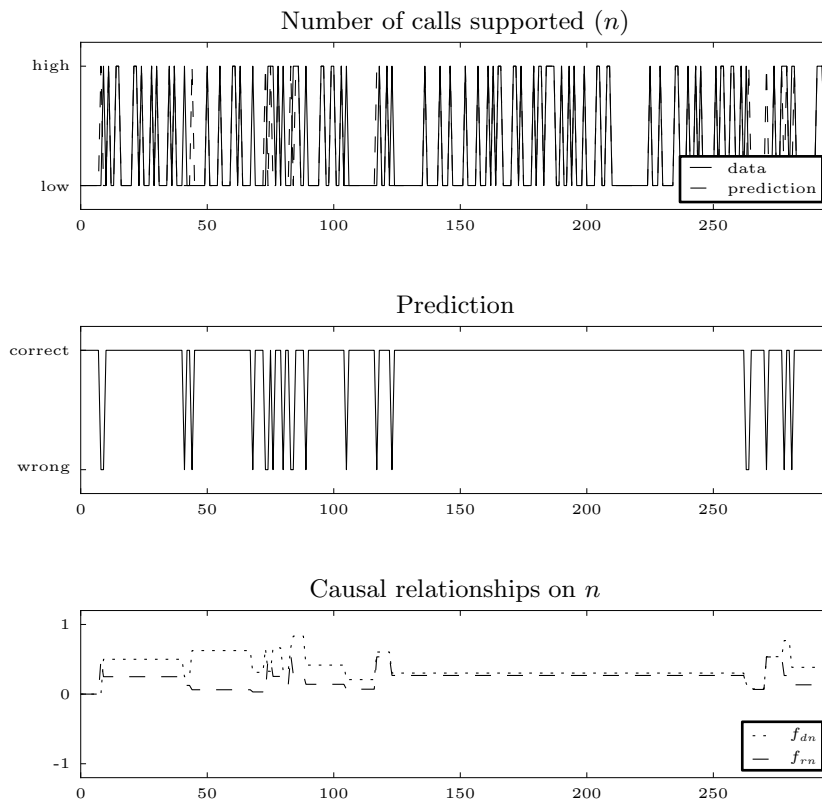 Number of calls supported (n)
high
low
data
prediction
0 50 100 150 200 250
Prediction
correct
wrong
0 50 100 150 200 250
Causal relationships on n
1
0
-1
f_dn
f_rn
0 50 100 150 200 250